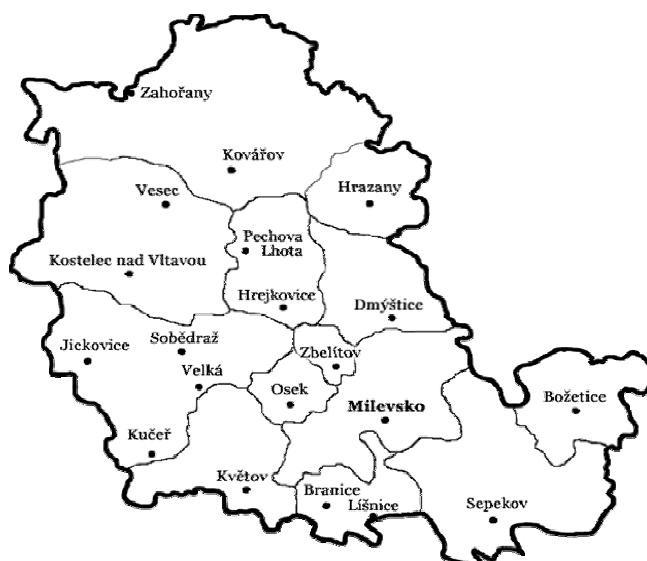 Zahořany
Kovářov
Hrazany
Vesec
Pechova
Lhota
Kostelec nad Vltavou
Hrejkovice
Dmýštice
Sobědraž
Jickovice
Zbelítov
Velká
Osek
Božetice
Milevsko
Kučeř
Květov
Branice
Líšnice
Sepekov